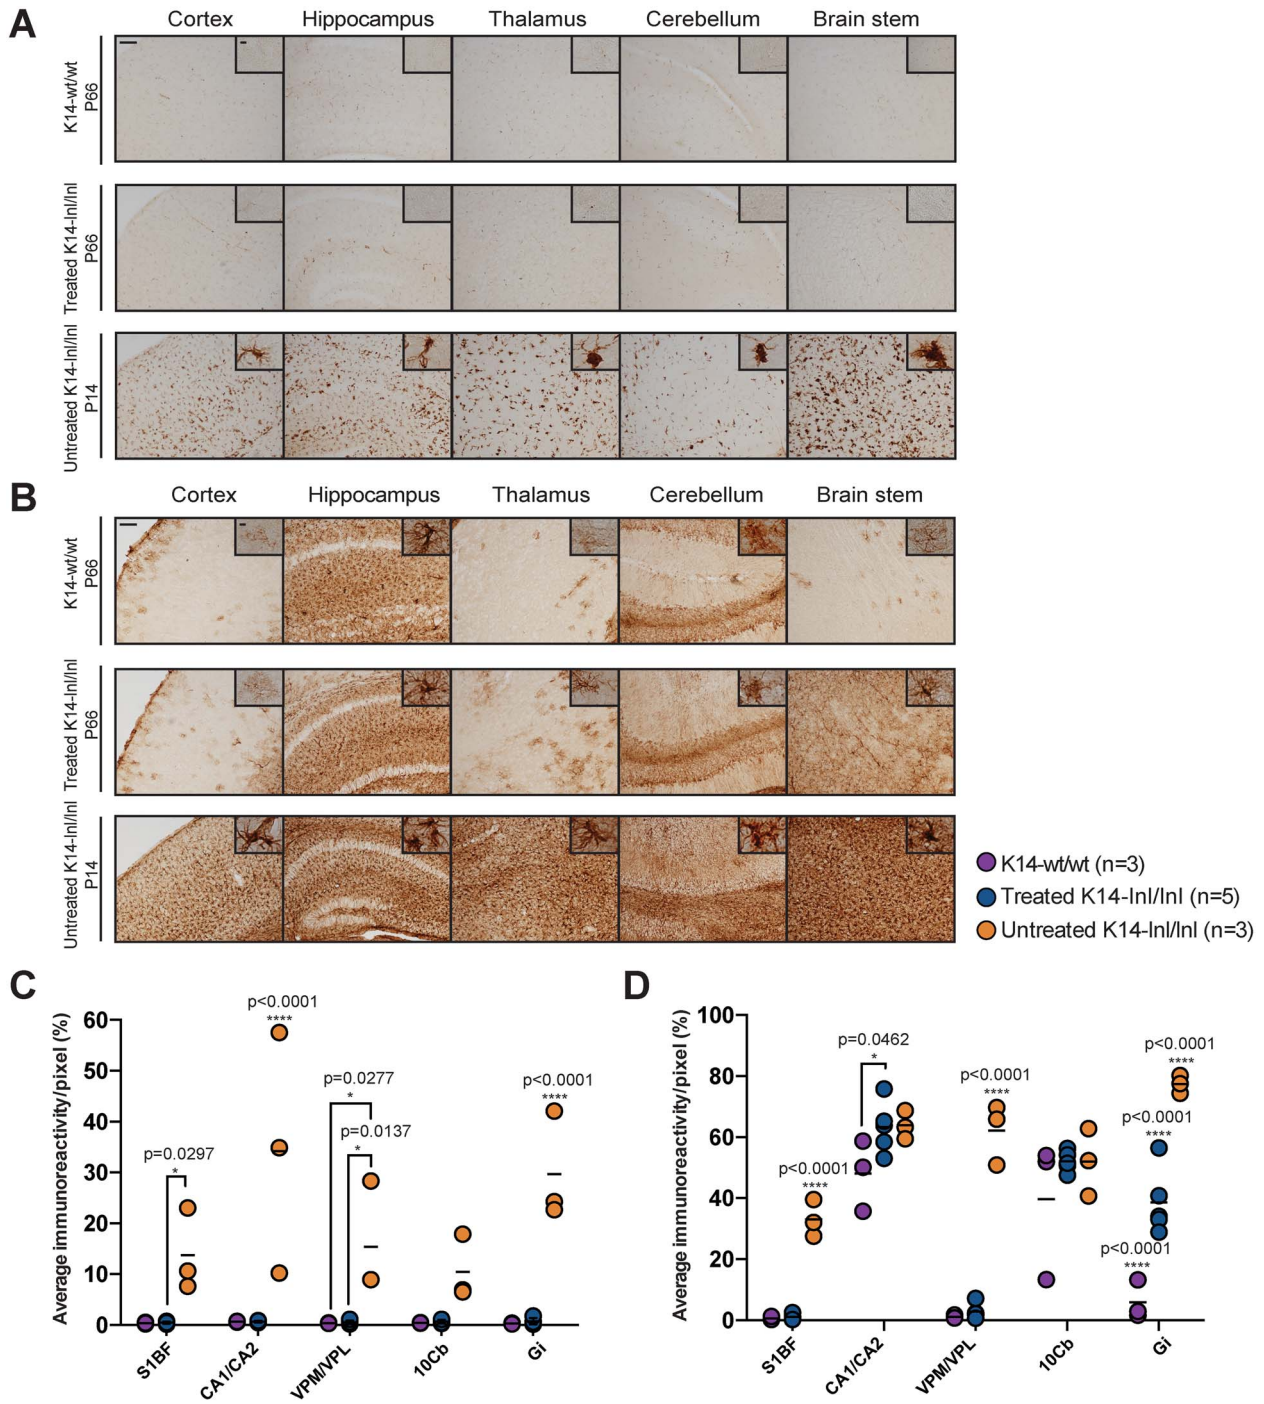 A
Cortex Hippocampus Thalamus Cerebellum Brain stem
K14-wt/wt
P66
Treated K14-lnl/lnl
P66
Untreated K14-lnl/lnl
P14
B
Cortex Hippocampus Thalamus Cerebellum Brain stem
K14-wt/wt
P66
Treated K14-lnl/lnl
P66
Untreated K14-lnl/lnl
P14
K14-wt/wt (n=3)
Treated K14-lnl/lnl (n=5)
Untreated K14-lnl/lnl (n=3)
C
Average immunoreactivity/pixel (%)
60
50
40
30
20
10
0
p=0.0297
*
p<0.0001
****
p=0.0277
*
p=0.0137
*
p<0.0001
****
S1BF CA1/CA2 VPM/VPL 10Cb Gi
D
Average immunoreactivity/pixel (%)
100
80
60
40
20
0
p<0.0001
****
p=0.0462
*
p<0.0001
****
p<0.0001
****
p<0.0001
****
p<0.0001
****
S1BF CA1/CA2 VPM/VPL 10Cb Gi